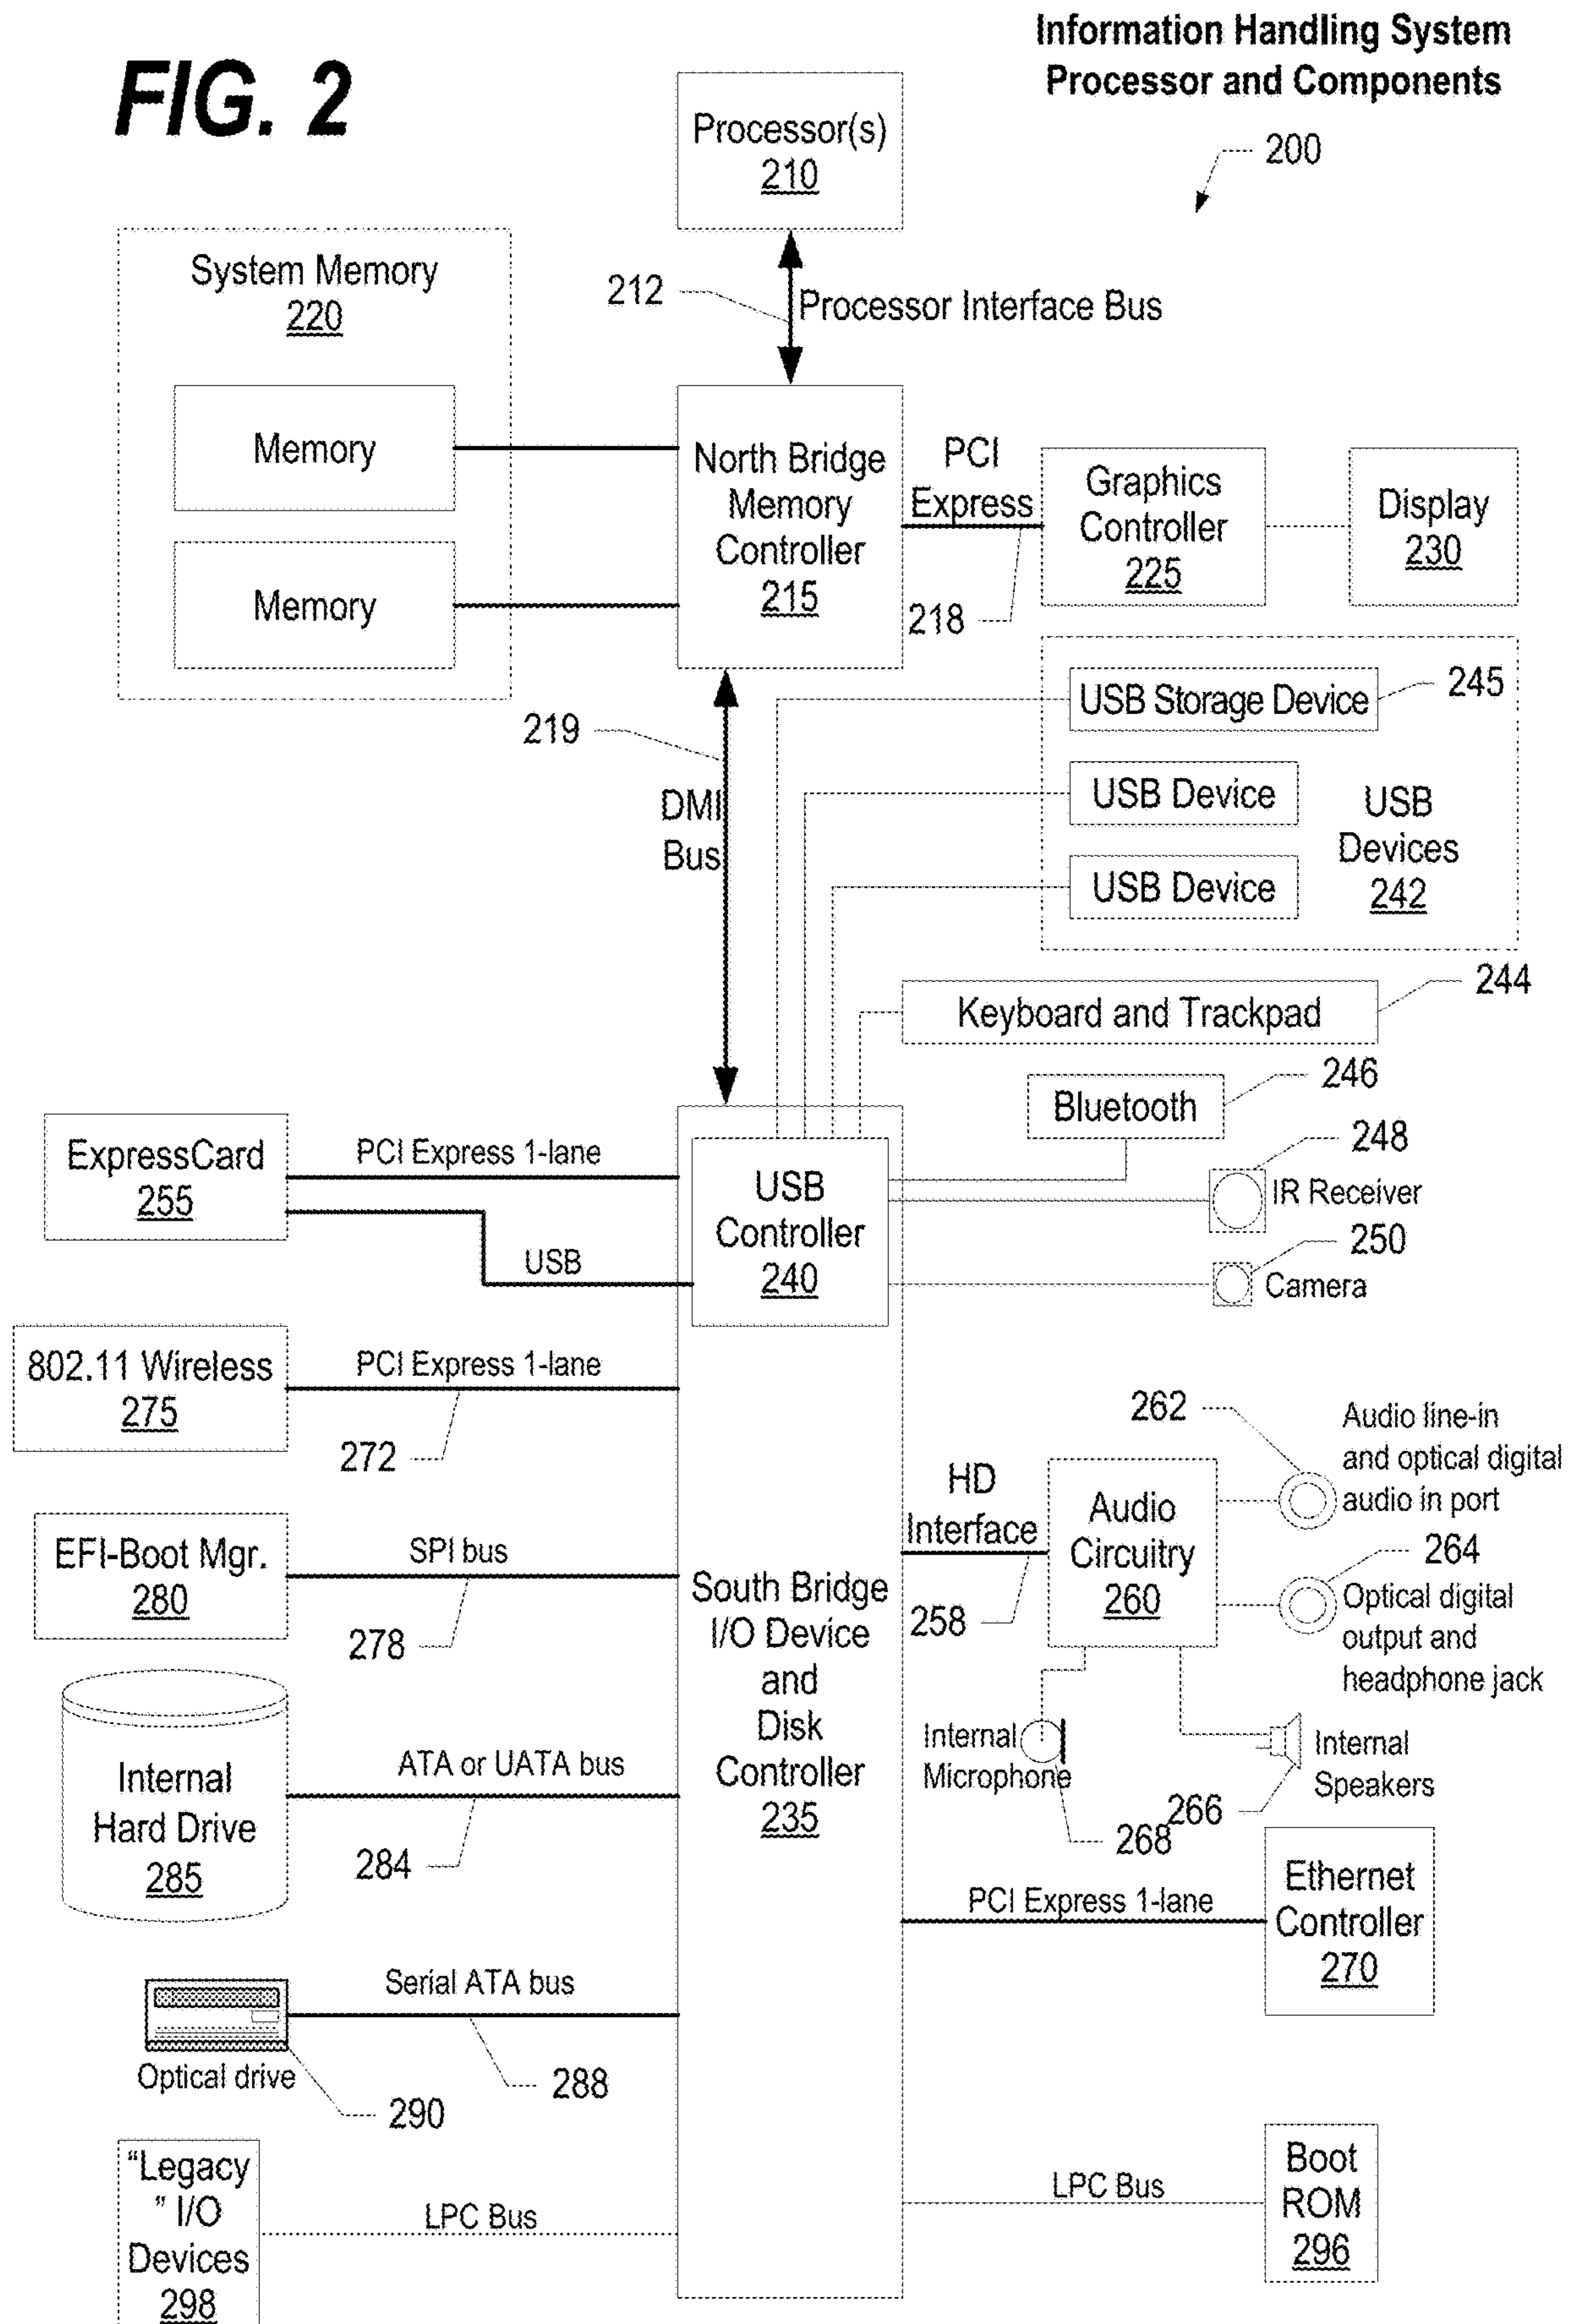 FIG. 2
Information Handling System
Processor and Components
200
Processor(s)
210
212
Processor Interface Bus
System Memory
220
Memory
Memory
North Bridge
Memory
Controller
215
PCI
Express
218
Graphics
Controller
225
Display
230
219
DMI
Bus
USB Storage Device
245
USB Device
USB Device
USB
Devices
242
Keyboard and Trackpad
244
Bluetooth
246
248
IR Receiver
250
Camera
ExpressCard
255
PCI Express 1-lane
USB
USB
Controller
240
802.11 Wireless
275
PCI Express 1-lane
272
EFI-Boot Mgr.
280
SPI bus
278
South Bridge
I/O Device
and
Disk
Controller
235
HD
Interface
258
Audio
Circuitry
260
262
Audio line-in
and optical digital
audio in port
264
Optical digital
output and
headphone jack
Internal
Microphone
268
Internal
Speakers
266
Internal
Hard Drive
285
ATA or UATA bus
284
PCI Express 1-lane
Ethernet
Controller
270
Serial ATA bus
288
Optical drive
290
“Legacy
” I/O
Devices
298
LPC Bus
LPC Bus
Boot
ROM
296